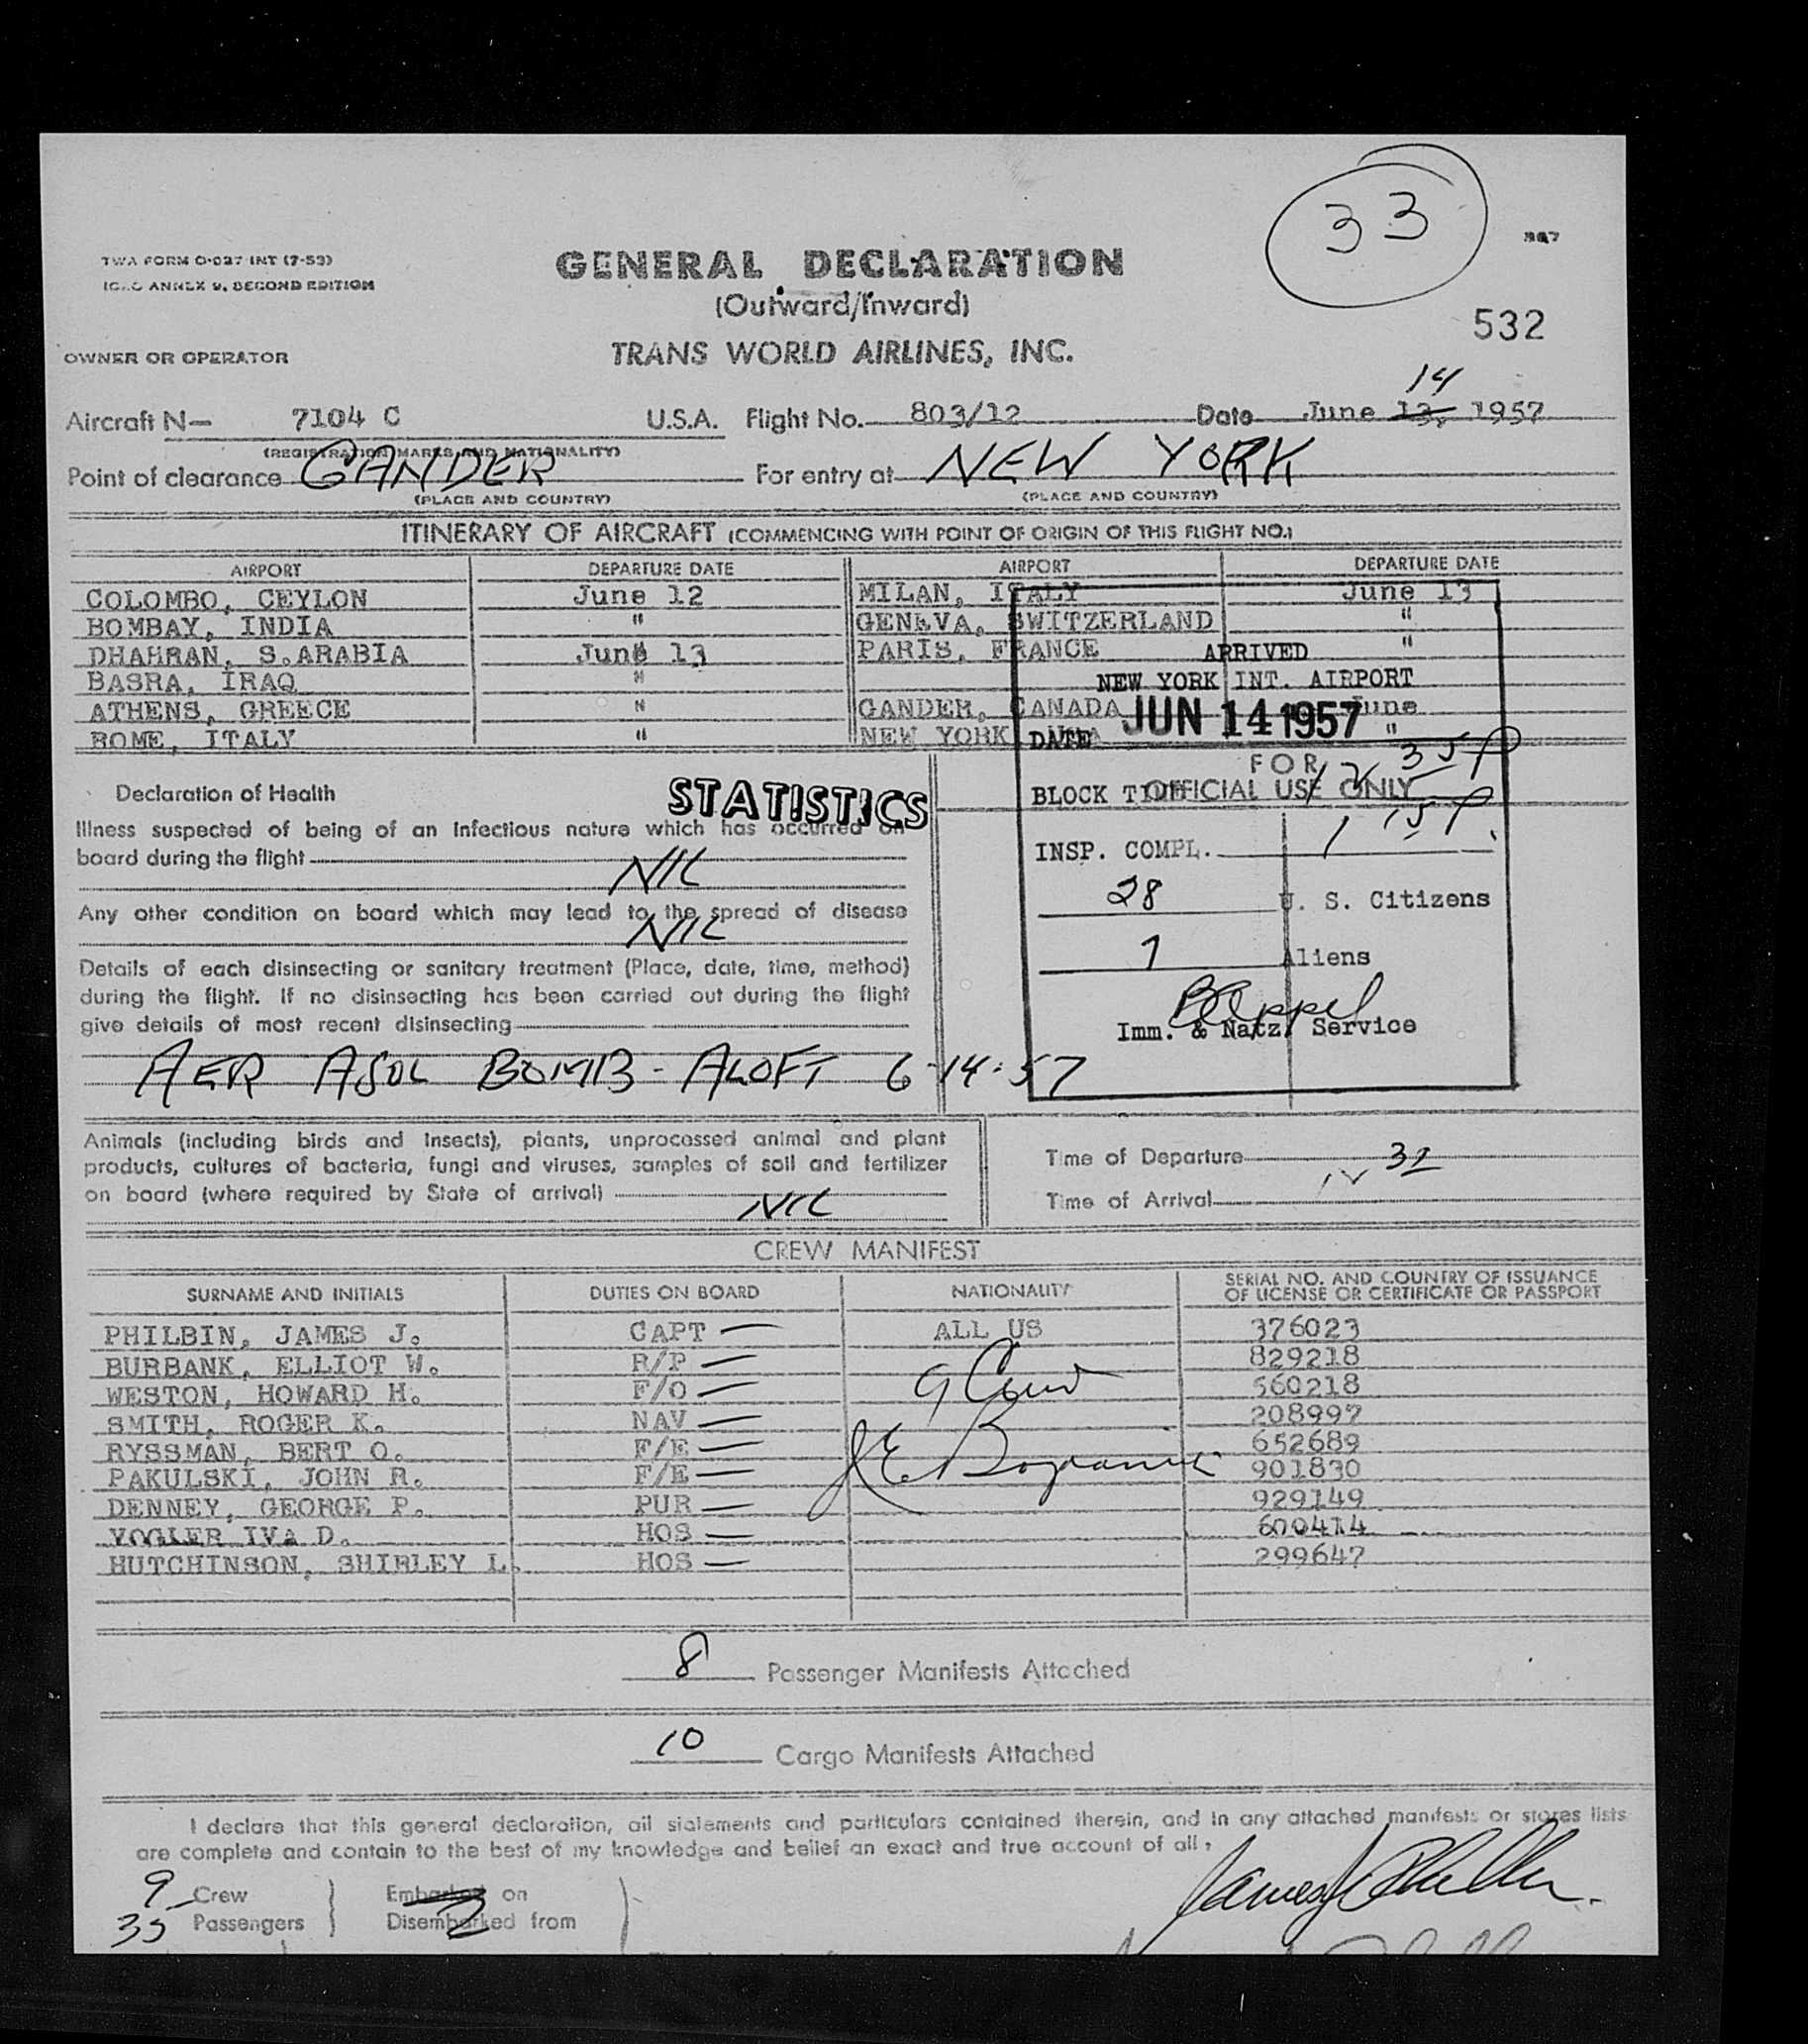 33
TWA FORM O-027 INT (7-53)
ICAO ANNEX 9, SECOND EDITION
GENERAL DECLARATION
(Outward/Inward)
532
OWNER OR OPERATOR
TRANS WORLD AIRLINES, INC.
14
Aircraft N— 7104 C U.S.A. Flight No. 803/12 Date June 13, 1957
(REGISTRATION MARKS AND NATIONALITY)
Point of clearance GANDER For entry at NEW YORK
(PLACE AND COUNTRY) (PLACE AND COUNTRY)
ITINERARY OF AIRCRAFT (COMMENCING WITH POINT OF ORIGIN OF THIS FLIGHT NO.)
AIRPORT DEPARTURE DATE AIRPORT DEPARTURE DATE
COLOMBO, CEYLON June 12 MILAN, ITALY June 13
BOMBAY, INDIA " GENEVA, SWITZERLAND "
DHAHRAN, S.ARABIA June 13 PARIS, FRANCE "
BASRA, IRAQ "
ATHENS, GREECE " GANDER, CANADA June
ROME, ITALY " NEW YORK "
ARRIVED
NEW YORK INT. AIRPORT
DATE JUN 14 1957
FOR
OFFICIAL USE ONLY
BLOCK TIME 12 35 P
INSP. COMPL. 1 15 P.
28 U. S. Citizens
7 Aliens
Imm. & Natz. Service
STATISTICS
Declaration of Health
Illness suspected of being of an infectious nature which has occurred on
board during the flight NIL
Any other condition on board which may lead to the spread of disease
NIL
Details of each disinsecting or sanitary treatment (Place, date, time, method)
during the flight. If no disinsecting has been carried out during the flight
give details of most recent disinsecting
AER ASOL BOMB - ALOFT 6-14-57
Animals (including birds and insects), plants, unprocessed animal and plant
products, cultures of bacteria, fungi and viruses, samples of soil and fertilizer
on board (where required by State of arrival) NIL
Time of Departure
Time of Arrival
CREW MANIFEST
SURNAME AND INITIALS DUTIES ON BOARD NATIONALITY SERIAL NO. AND COUNTRY OF ISSUANCE
OF LICENSE OR CERTIFICATE OR PASSPORT
PHILBIN, JAMES J. CAPT — ALL US 376023
BURBANK, ELLIOT W. R/P — 829218
WESTON, HOWARD H. F/O — 9 Crew 560218
SMITH, ROGER K. NAV — 208997
RYSSMAN, BERT O. F/E — 652689
PAKULSKI, JOHN R. F/E — 901830
DENNEY, GEORGE P. PUR — 929149
VOGLER IVA D. HOS — 600414
HUTCHINSON, SHIRLEY L. HOS — 299647
8 Passenger Manifests Attached
10 Cargo Manifests Attached
I declare that this general declaration, all statements and particulars contained therein, and in any attached manifests or stores lists
are complete and contain to the best of my knowledge and belief an exact and true account of all
9 Crew Embarked on
35 Passengers Disembarked from